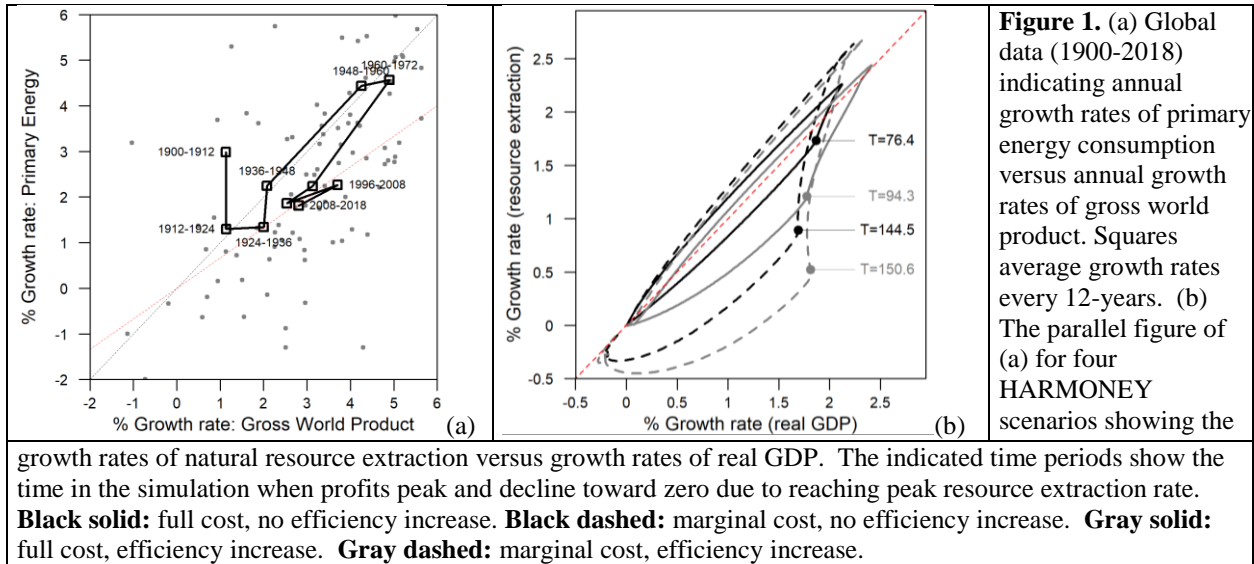 6
5
4
3
2
1
0
-1
-2
% Growth rate: Primary Energy
1960-1972
1948-1960
1900-1912
1936-1948
1996-2008
2008-2018
1912-1924
1924-1936
-2 -1 0 1 2 3 4 5 6
% Growth rate: Gross World Product
(a)
2.5
2.0
1.5
1.0
0.5
0
-0.5
% Growth rate (resource extraction)
T=76.4
T=94.3
T=144.5
T=150.6
-0.5 0 0.5 1 1.5 2 2.5
% Growth rate (real GDP)
(b)
Figure 1. (a) Global
data (1900-2018)
indicating annual
growth rates of primary
energy consumption
versus annual growth
rates of gross world
product. Squares
average growth rates
every 12-years. (b)
The parallel figure of
(a) for four
HARMONEY
scenarios showing the
growth rates of natural resource extraction versus growth rates of real GDP. The indicated time periods show the
time in the simulation when profits peak and decline toward zero due to reaching peak resource extraction rate.
Black solid: full cost, no efficiency increase. Black dashed: marginal cost, no efficiency increase. Gray solid:
full cost, efficiency increase. Gray dashed: marginal cost, efficiency increase.